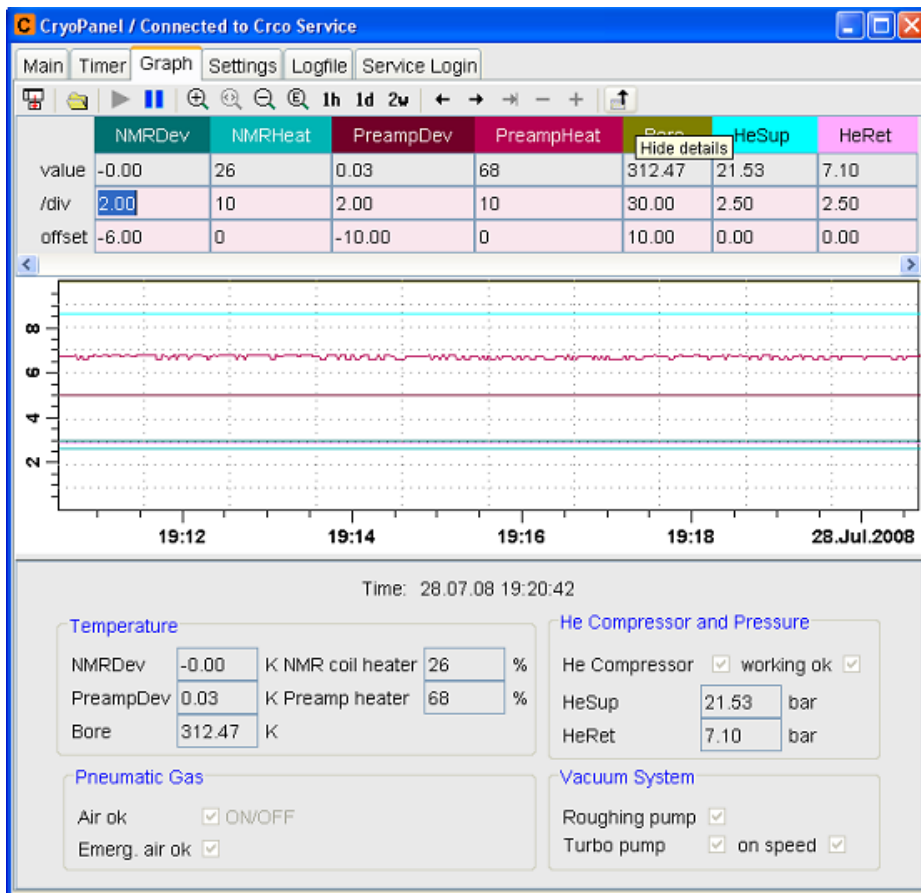 C CryoPanel / Connected to Crco Service
Main Timer Graph Settings Logfile Service Login
E 1h 1d 2w
NMRDev NMRHeat PreampDev PreampHeat Bore HeSup HeRet
Hide details
value -0.00 26 0.03 68 312.47 21.53 7.10
/div 2.00 10 2.00 10 30.00 2.50 2.50
offset -6.00 0 -10.00 0 10.00 0.00 0.00
8
6
4
2
19:12 19:14 19:16 19:18 28.Jul.2008
Time: 28.07.08 19:20:42
Temperature
NMRDev -0.00 K NMR coil heater 26 %
PreampDev 0.03 K Preamp heater 68 %
Bore 312.47 K
He Compressor and Pressure
He Compressor working ok
HeSup 21.53 bar
HeRet 7.10 bar
Pneumatic Gas
Air ok ON/OFF
Emerg. air ok
Vacuum System
Roughing pump
Turbo pump on speed